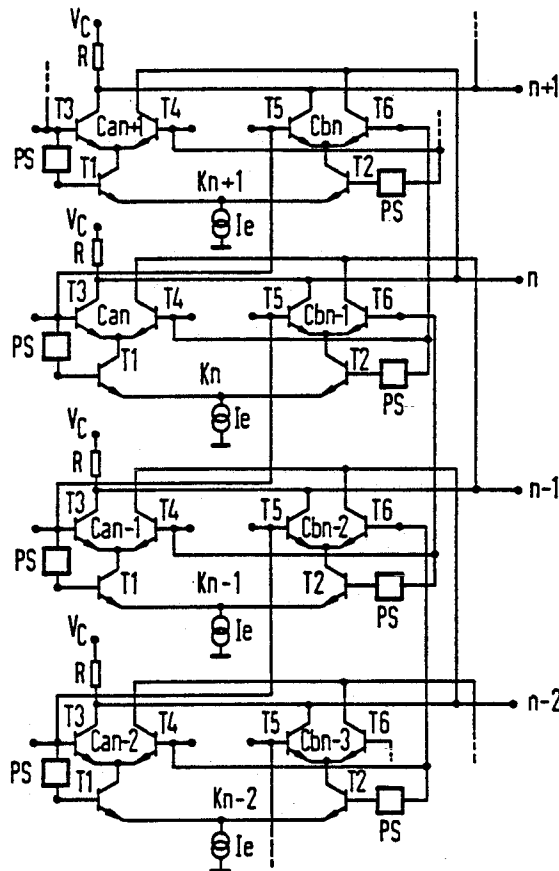 VC
R
n+1
T3 Can+1 T4 T5 Cbn T6
PS T1 Kn+1 T2 PS
Ie
VC
R
n
T3 Can T4 T5 Cbn-1 T6
PS T1 Kn T2 PS
Ie
VC
R
n-1
T3 Can-1 T4 T5 Cbn-2 T6
PS T1 Kn-1 T2 PS
Ie
VC
R
n-2
T3 Can-2 T4 T5 Cbn-3 T6
PS T1 Kn-2 T2 PS
Ie